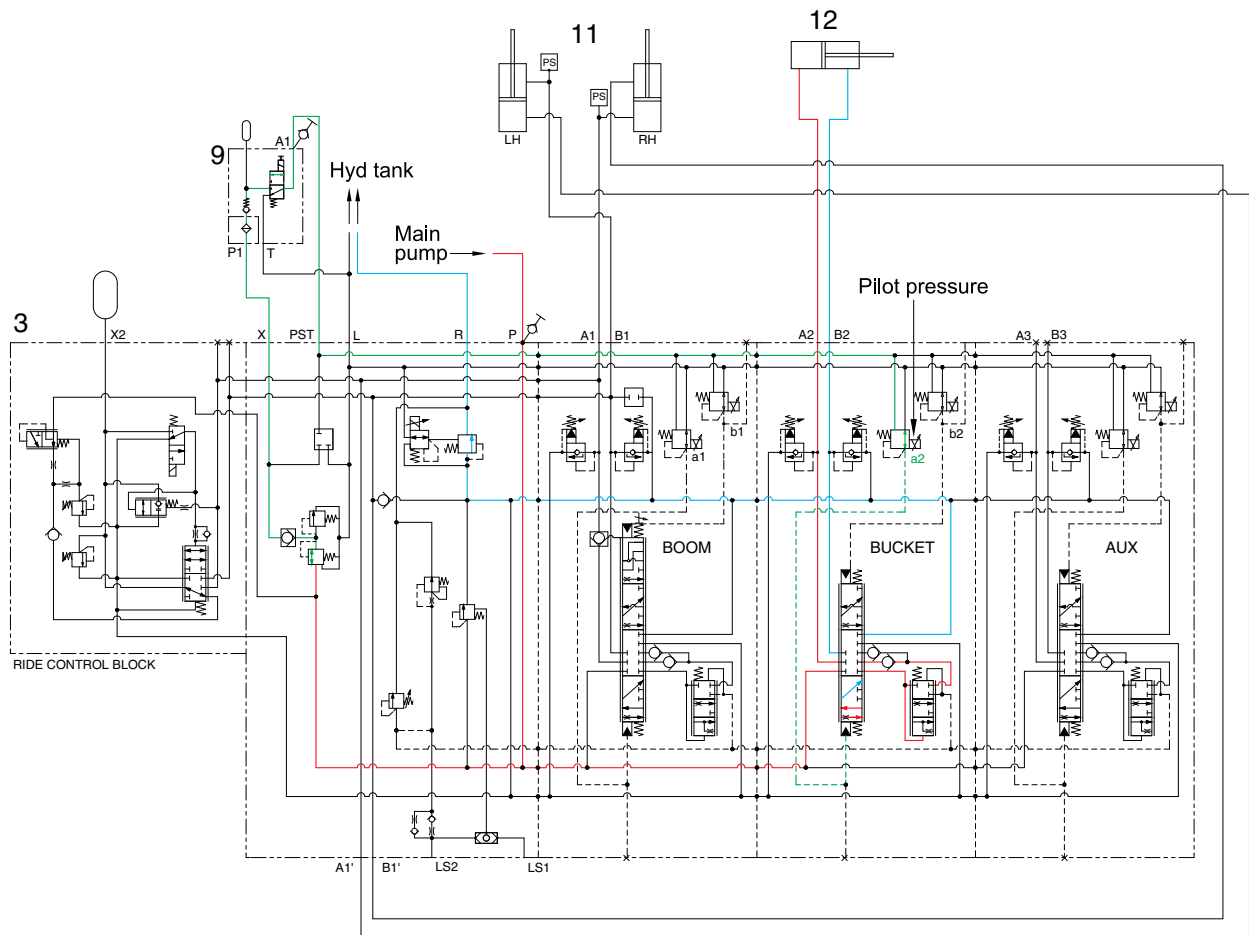 11
12
PS
PS
LH
RH
A1
9
Hyd tank
Main
pump
P1
T
Pilot pressure
3
X2
X
PST
L
R
P
A1
B1
A2
B2
A3
B3
b1
b2
a1
a2
BOOM
BUCKET
AUX
RIDE CONTROL BLOCK
A1'
B1'
LS2
LS1